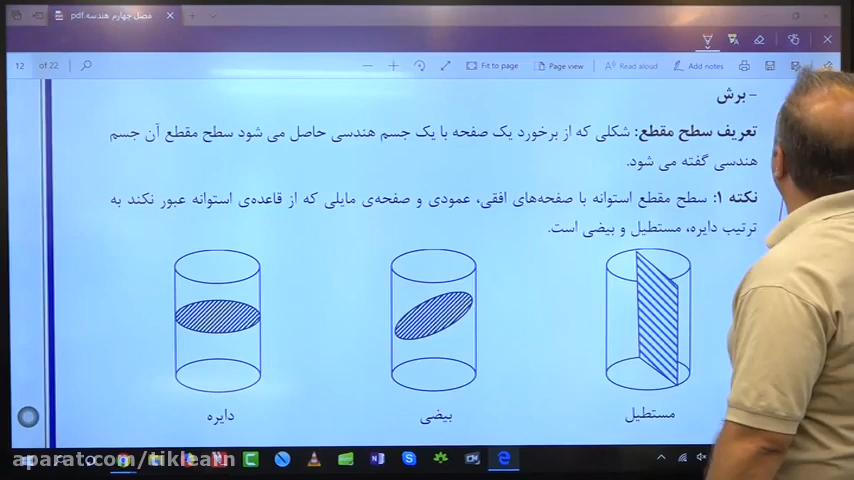 فصل چهارم هندسه.pdf
12 of 22
Fit to page
Page view
Read aloud
Add notes
- برش
تعریف سطح مقطع: شکلی که از برخورد یک صفحه با یک جسم هندسی حاصل می شود سطح مقطع آن جسم
هندسی گفته می شود.
نکته ۱: سطح مقطع استوانه با صفحه‌های افقی، عمودی و صفحه‌ی مایلی که از قاعده‌ی استوانه عبور نکند به
ترتیب دایره، مستطیل و بیضی است.
مستطیل
بیضی
دایره
aparat.com/tiklearn